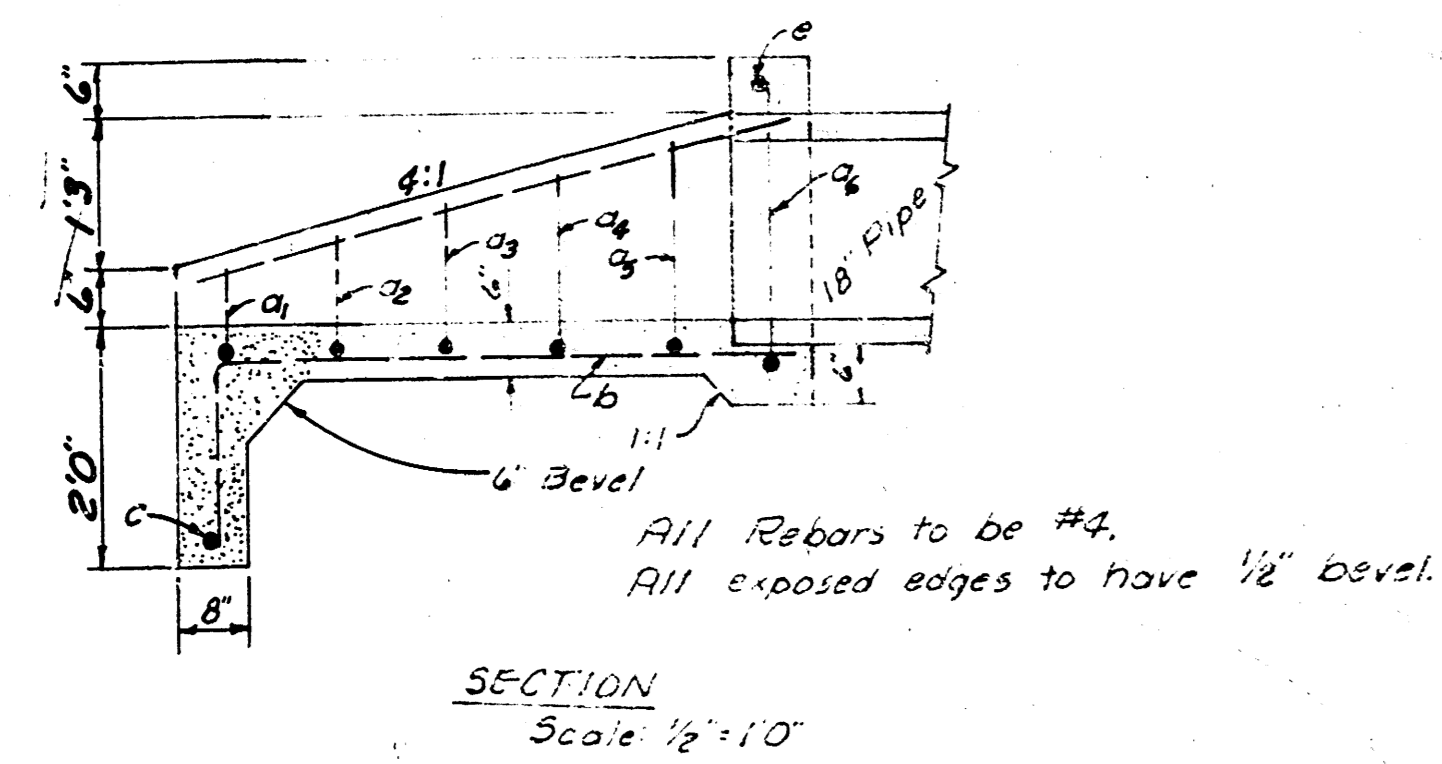 e
6"
4:1
1'.3"
a6
18" Pipe
a4
a3
a5
6"
a2
6"
a1
b
6"
1:1
6" Bevel
2'.0"
c
All Rebars to be #4.
All exposed edges to have ½" bevel.
8"
SECTION
Scale: ½"=1'0"